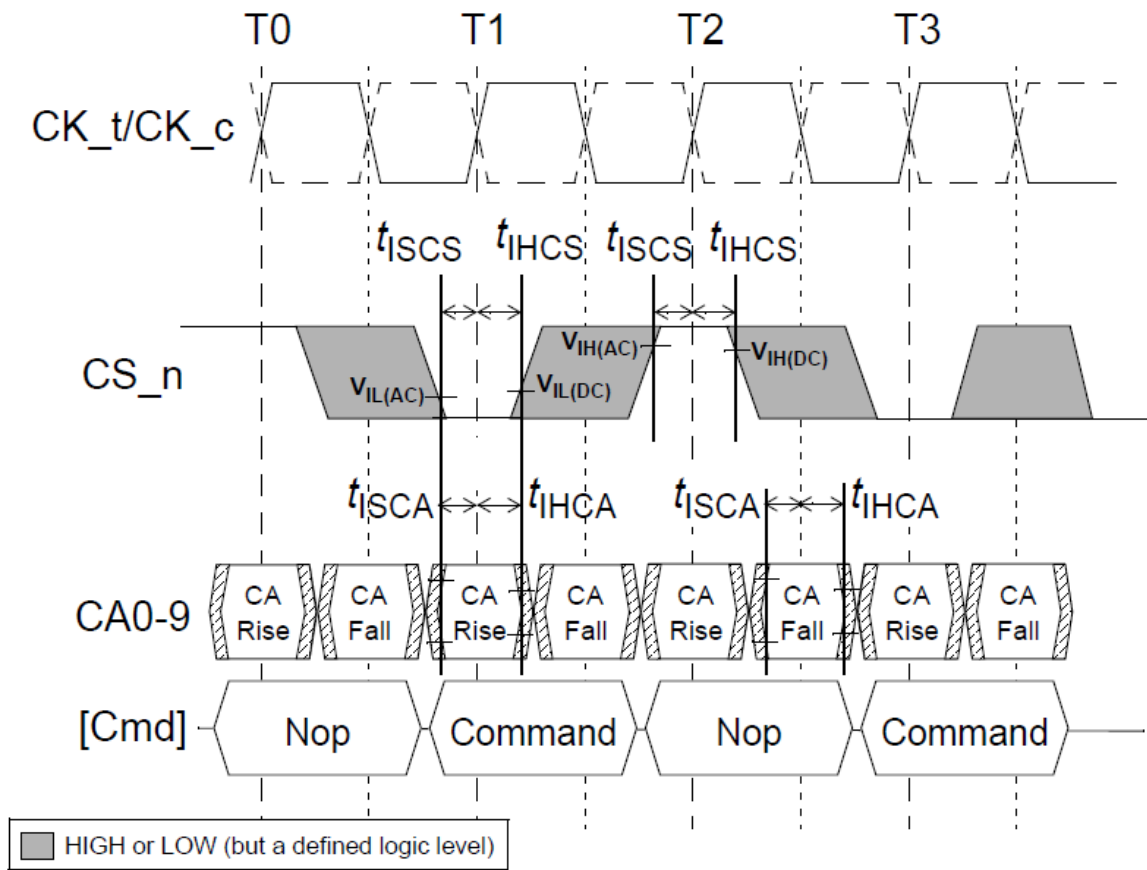 T0 T1 T2 T3
CK_t/CK_c
tISCS tIHCS tISCS tIHCS
CS_n
VIL(AC) VIL(DC) VIH(AC) VIH(DC)
tISCA tIHCA tISCA tIHCA
CA0-9
CA Rise
CA Fall
CA Rise
CA Fall
CA Rise
CA Fall
CA Rise
CA Fall
[Cmd] Nop Command Nop Command
HIGH or LOW (but a defined logic level)